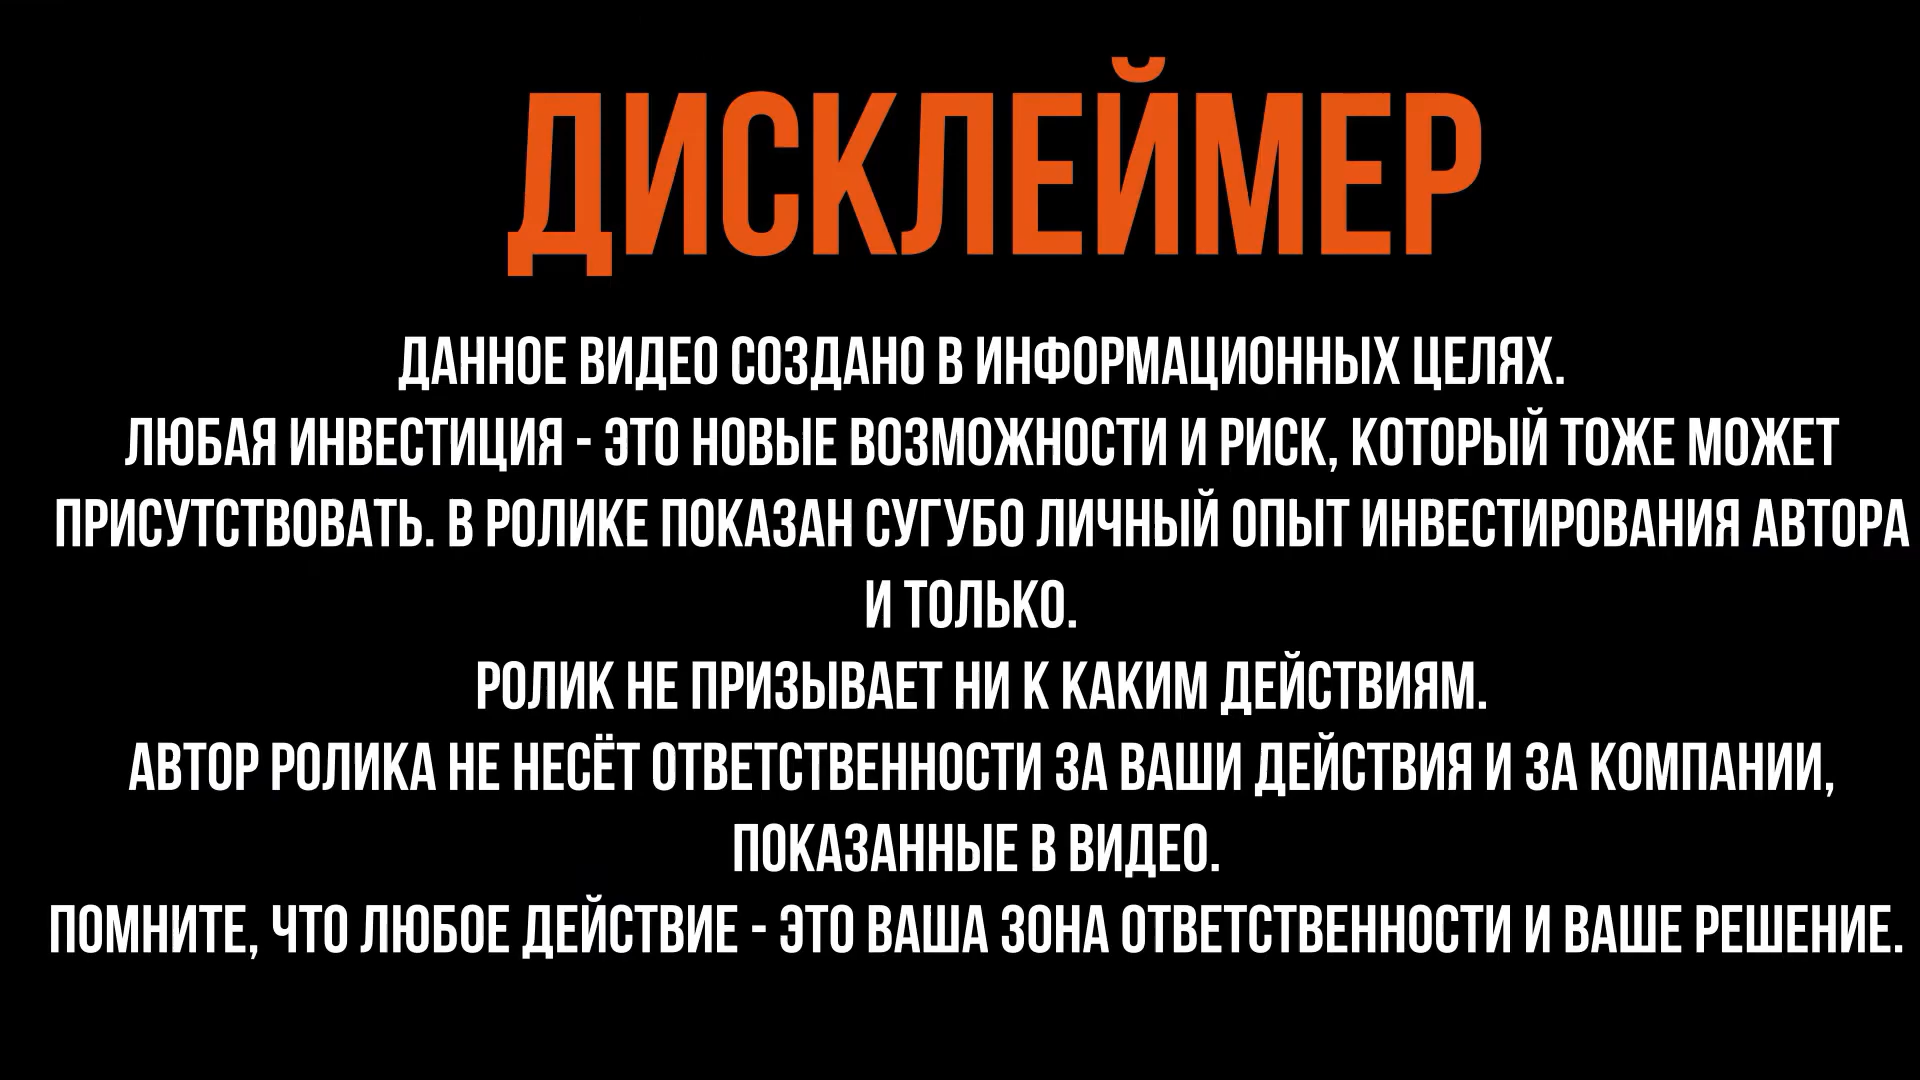 ДИСКЛЕЙМЕР
ДАННОЕ ВИДЕО СОЗДАНО В ИНФОРМАЦИОННЫХ ЦЕЛЯХ.
ЛЮБАЯ ИНВЕСТИЦИЯ - ЭТО НОВЫЕ ВОЗМОЖНОСТИ И РИСК, КОТОРЫЙ ТОЖЕ МОЖЕТ
ПРИСУТСТВОВАТЬ. В РОЛИКЕ ПОКАЗАН СУГУБО ЛИЧНЫЙ ОПЫТ ИНВЕСТИРОВАНИЯ АВТОРА
И ТОЛЬКО.
РОЛИК НЕ ПРИЗЫВАЕТ НИ К КАКИМ ДЕЙСТВИЯМ.
АВТОР РОЛИКА НЕ НЕСЁТ ОТВЕТСТВЕННОСТИ ЗА ВАШИ ДЕЙСТВИЯ И ЗА КОМПАНИИ,
ПОКАЗАННЫЕ В ВИДЕО.
ПОМНИТЕ, ЧТО ЛЮБОЕ ДЕЙСТВИЕ - ЭТО ВАША ЗОНА ОТВЕТСТВЕННОСТИ И ВАШЕ РЕШЕНИЕ.